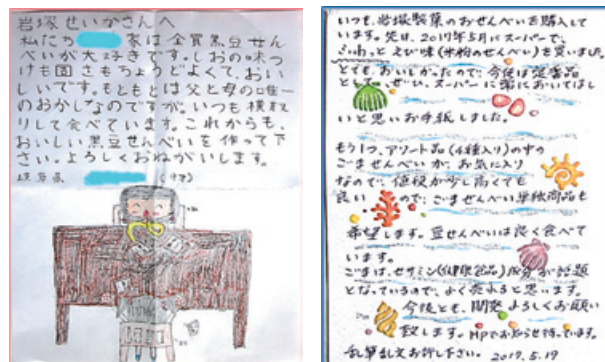 岩塚せいかさんへ
私たち 家は全員黒豆せん
べいが大好きです。しおの味つ
けも固さもちょうどよくて、おい
しいです。もともとは父と母の唯一
のおかしなのですが、いつも横取
りして食べています。これからも、
おいしい黒豆せんべいを作って下
さい。よろしくおねがいします。
いつも、岩塚製菓のおせんべいを購入して
います。先日、2017年5月にスーパーで、
ふわっと えび味(米粉のせんべい)を買いました。
とても、おいしかったので、今後は定番品
として、ぜひ、スーパーに常においてほし
いと思いお手紙しました。
もう1つ、アソート品(4種入り)の中の
ごませんべいが、お気に入り
なので、値段が少し高くても
良いので、ごませんべい単独商品も
希望します。豆せんべいは良く食べて
います。
ごまは、セサミン(健康食品)成分が話題
となっているので、よく売れると思います。
今後とも、開発よろしくお願い
致します。HPでお知らせ待っています。
乱筆乱文お許し下さい。 2017.5.19